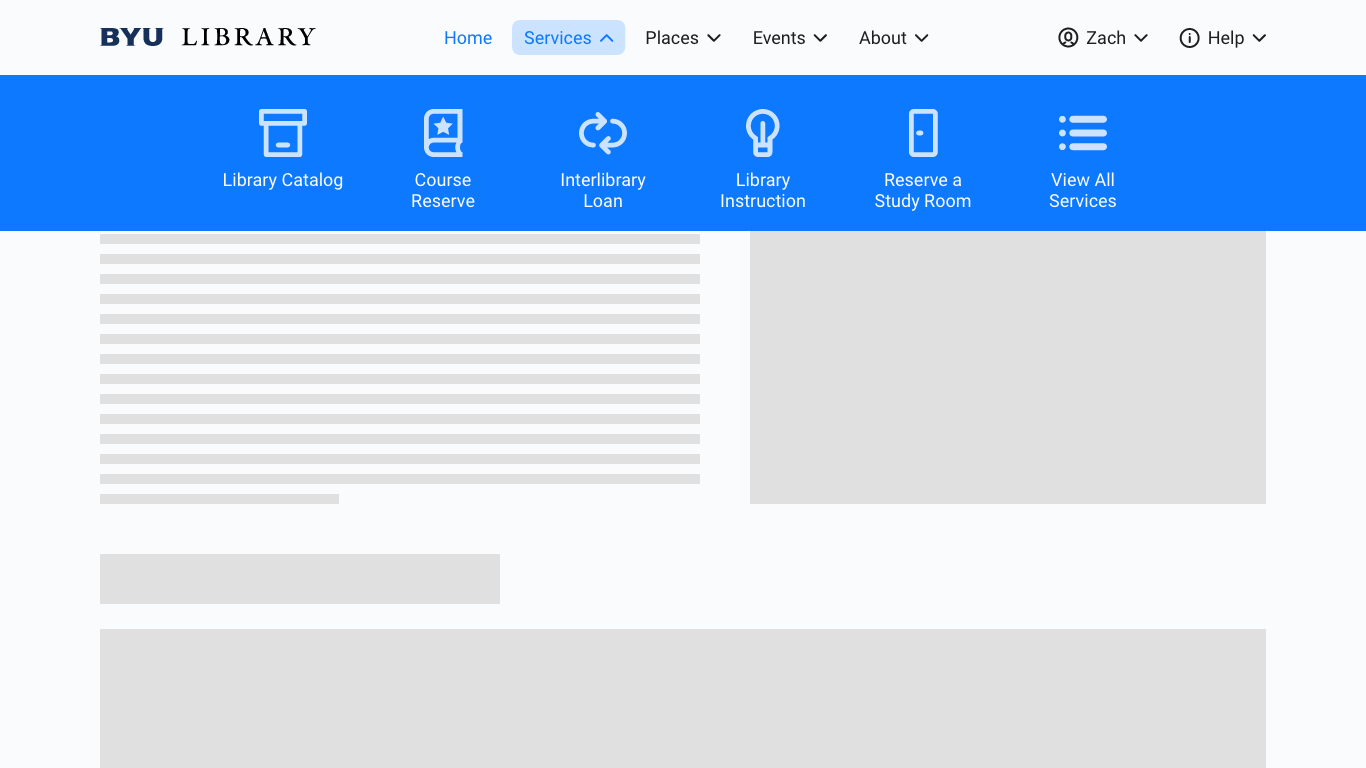 BYU LIBRARY
Home Services Places Events About Zach Help
Library Catalog
Course
Reserve
Interlibrary
Loan
Library
Instruction
Reserve a
Study Room
View All
Services